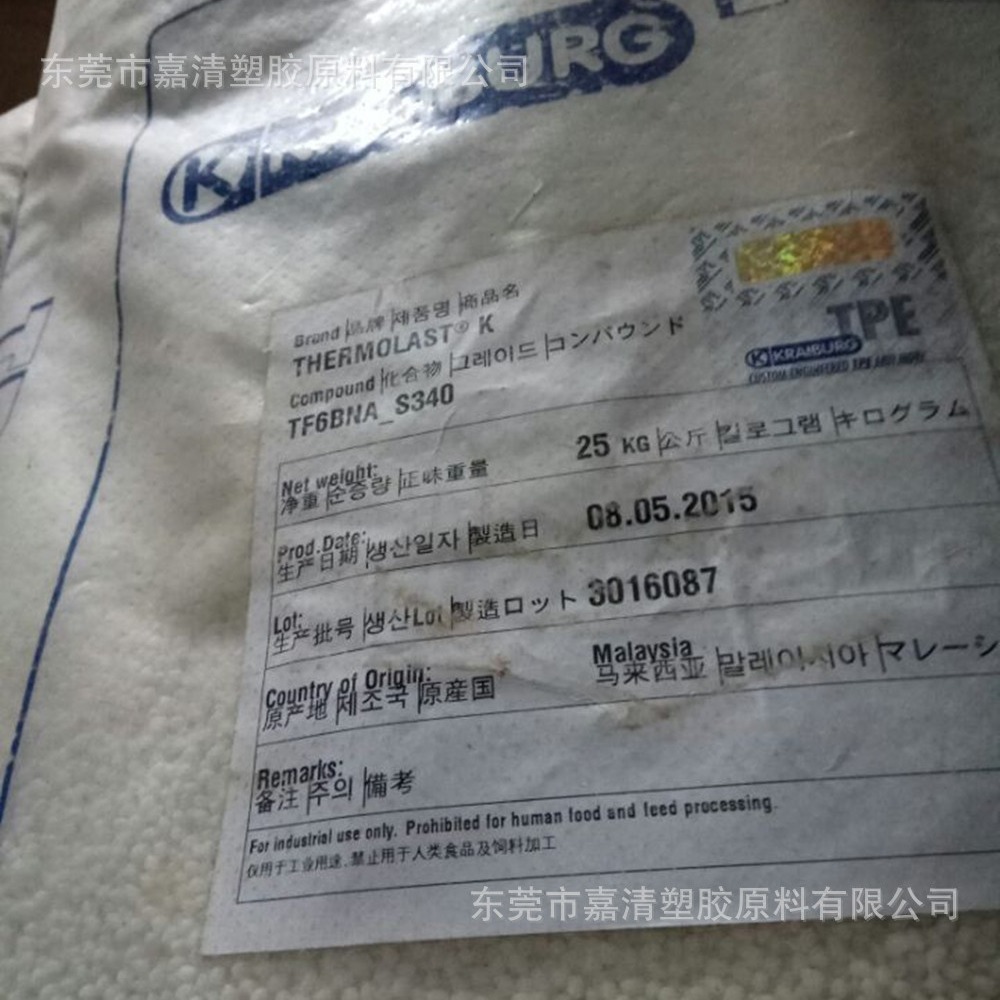 东莞市嘉清塑胶原料有限公司
Brand |品牌 |제품명 |商品名
THERMOLAST® K
Compound |化合物 |그레이드 |コンパウンド
TF6BNA_S340
TPE
KRAIBURG
CUSTOM-ENGINEERED TPE
Net weight:
净重 |순중량 |正味重量
25 KG |公斤 |킬로그램 |キログラム
Prod.Date:
生产日期 |생산일자 |製造日
08.05.2015
Lot:
生产批号 |생산Lot |製造ロット
3016087
Country of Origin:
原产地 |제조국 |原産国
Malaysia
马来西亚 |말레이시아 |マレーシ
Remarks:
备注 |주의 |備考
For industrial use only. Prohibited for human food and feed processing.
仅用于工业用途,禁止用于人类食品及饲料加工
东莞市嘉清塑胶原料有限公司